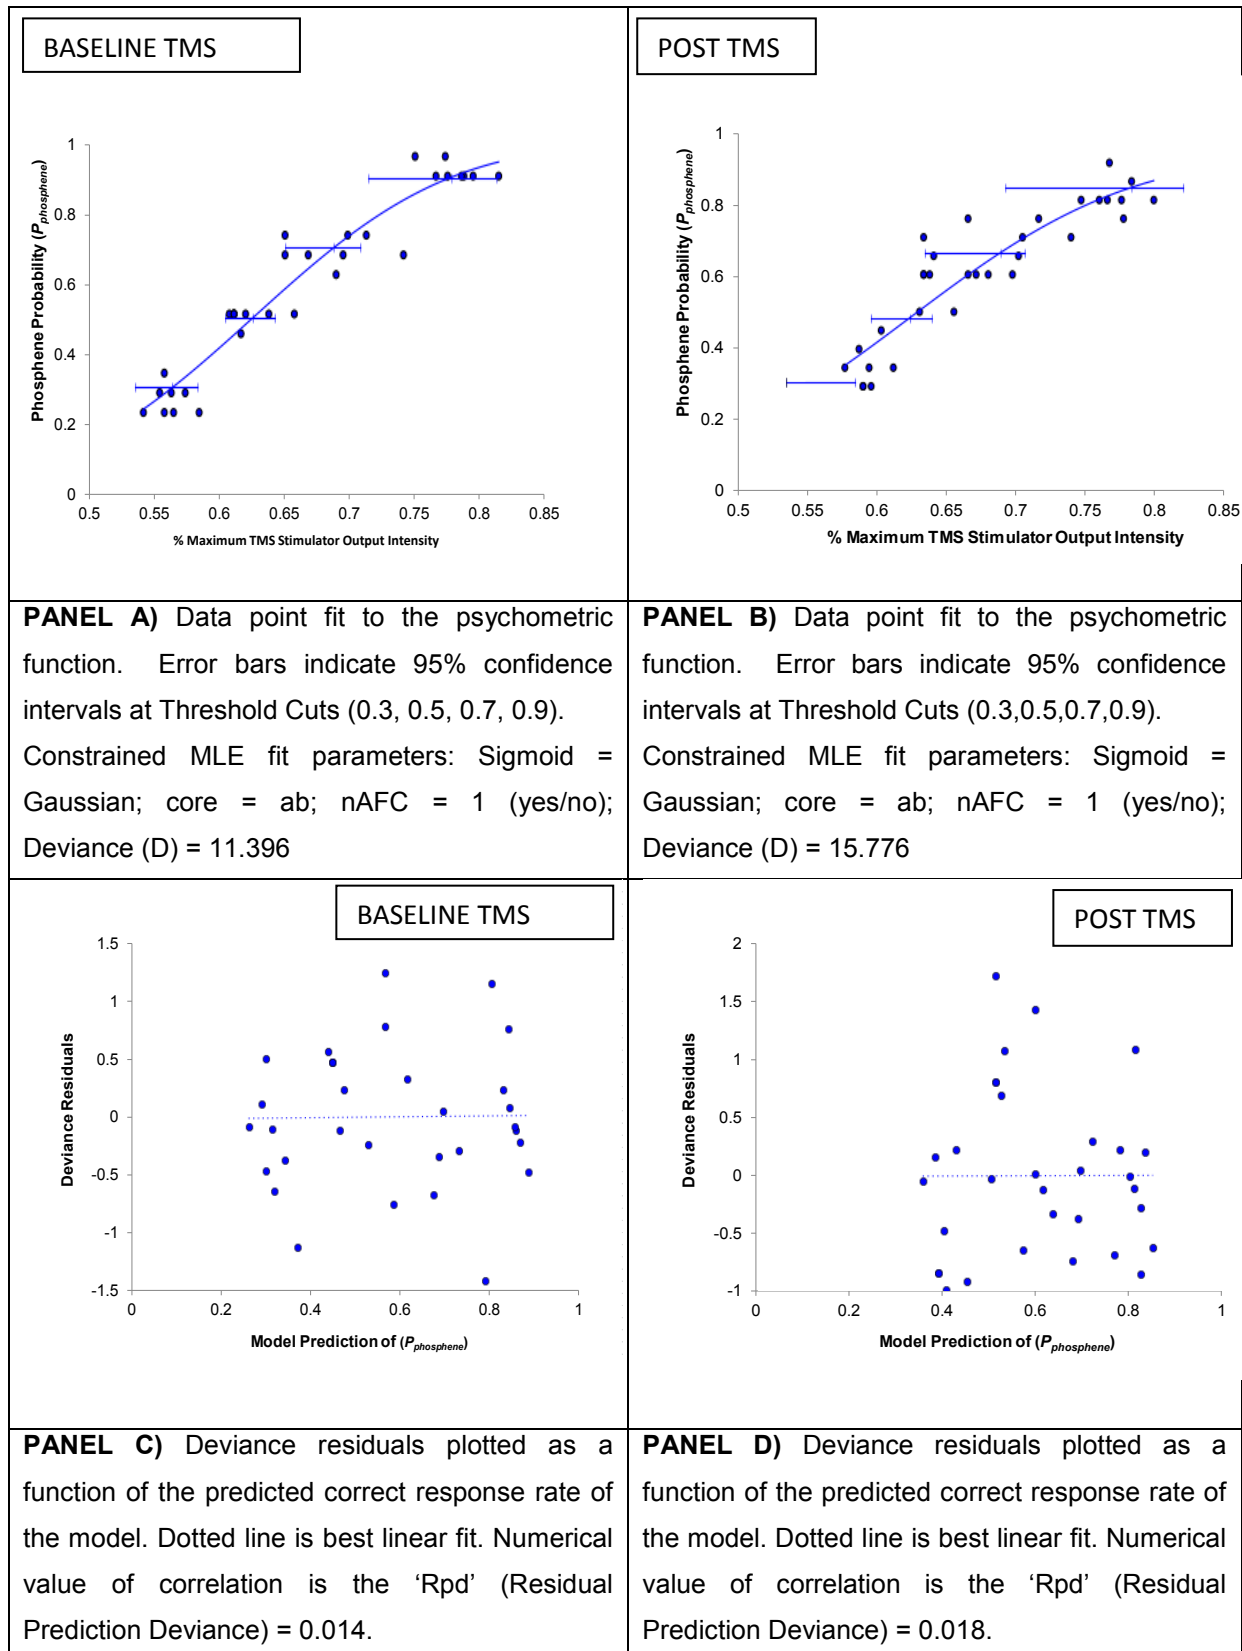 BASELINE TMS
POST TMS
Phosphene Probability (P_phosphene)
1
0.8
0.6
0.4
0.2
0
0.5 0.55 0.6 0.65 0.7 0.75 0.8 0.85
% Maximum TMS Stimulator Output Intensity
Phosphene Probability (P_phosphene)
1
0.8
0.6
0.4
0.2
0
0.5 0.55 0.6 0.65 0.7 0.75 0.8 0.85
% Maximum TMS Stimulator Output Intensity
PANEL A) Data point fit to the psychometric
function. Error bars indicate 95% confidence
intervals at Threshold Cuts (0.3, 0.5, 0.7, 0.9).
Constrained MLE fit parameters: Sigmoid =
Gaussian; core = ab; nAFC = 1 (yes/no);
Deviance (D) = 11.396
PANEL B) Data point fit to the psychometric
function. Error bars indicate 95% confidence
intervals at Threshold Cuts (0.3,0.5,0.7,0.9).
Constrained MLE fit parameters: Sigmoid =
Gaussian; core = ab; nAFC = 1 (yes/no);
Deviance (D) = 15.776
BASELINE TMS
Deviance Residuals
1.5
1
0.5
0
-0.5
-1
-1.5
0 0.2 0.4 0.6 0.8 1
Model Prediction of (P_phosphene)
POST TMS
Deviance Residuals
2
1.5
1
0.5
0
-0.5
-1
0 0.2 0.4 0.6 0.8 1
Model Prediction of (P_phosphene)
PANEL C) Deviance residuals plotted as a
function of the predicted correct response rate of
the model. Dotted line is best linear fit. Numerical
value of correlation is the ‘Rpd’ (Residual
Prediction Deviance) = 0.014.
PANEL D) Deviance residuals plotted as a
function of the predicted correct response rate of
the model. Dotted line is best linear fit. Numerical
value of correlation is the ‘Rpd’ (Residual
Prediction Deviance) = 0.018.